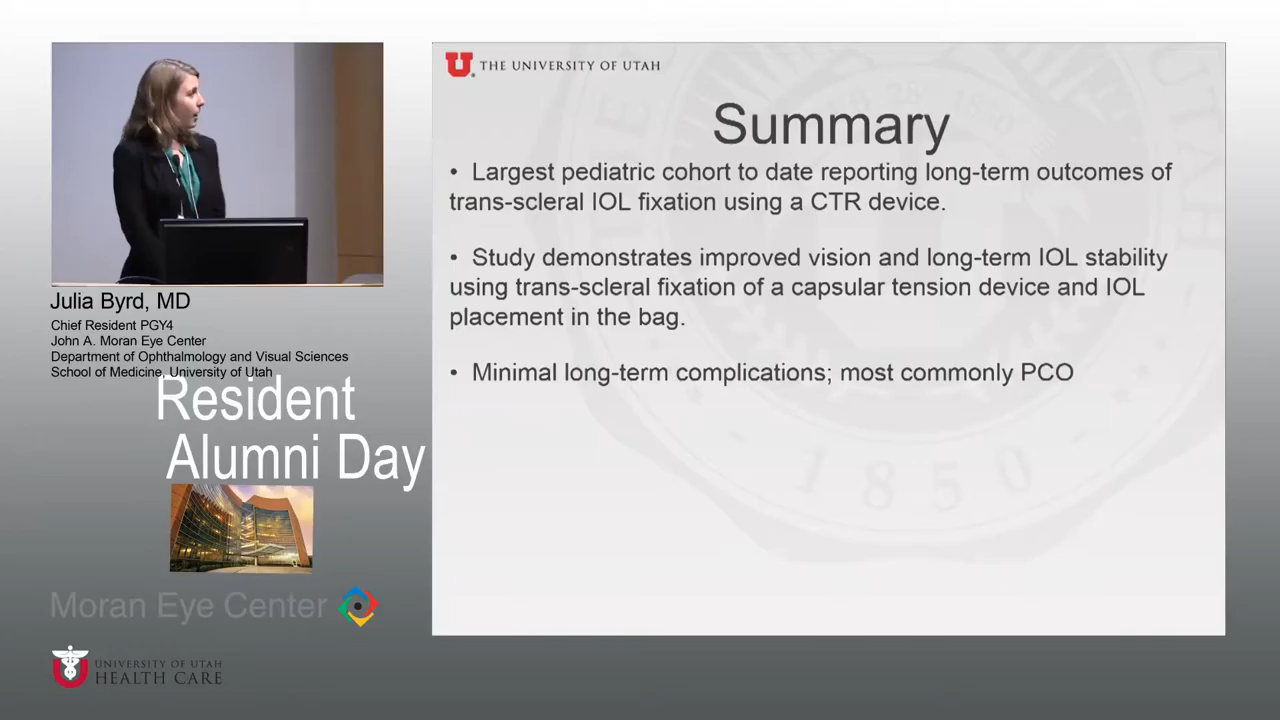 Julia Byrd, MD
Chief Resident PGY4
John A. Moran Eye Center
Department of Ophthalmology and Visual Sciences
School of Medicine, University of Utah
Resident
Alumni Day
Moran Eye Center
UNIVERSITY OF UTAH
HEALTH CARE
THE UNIVERSITY OF UTAH
Summary
• Largest pediatric cohort to date reporting long-term outcomes of
trans-scleral IOL fixation using a CTR device.
• Study demonstrates improved vision and long-term IOL stability
using trans-scleral fixation of a capsular tension device and IOL
placement in the bag.
• Minimal long-term complications; most commonly PCO
1850